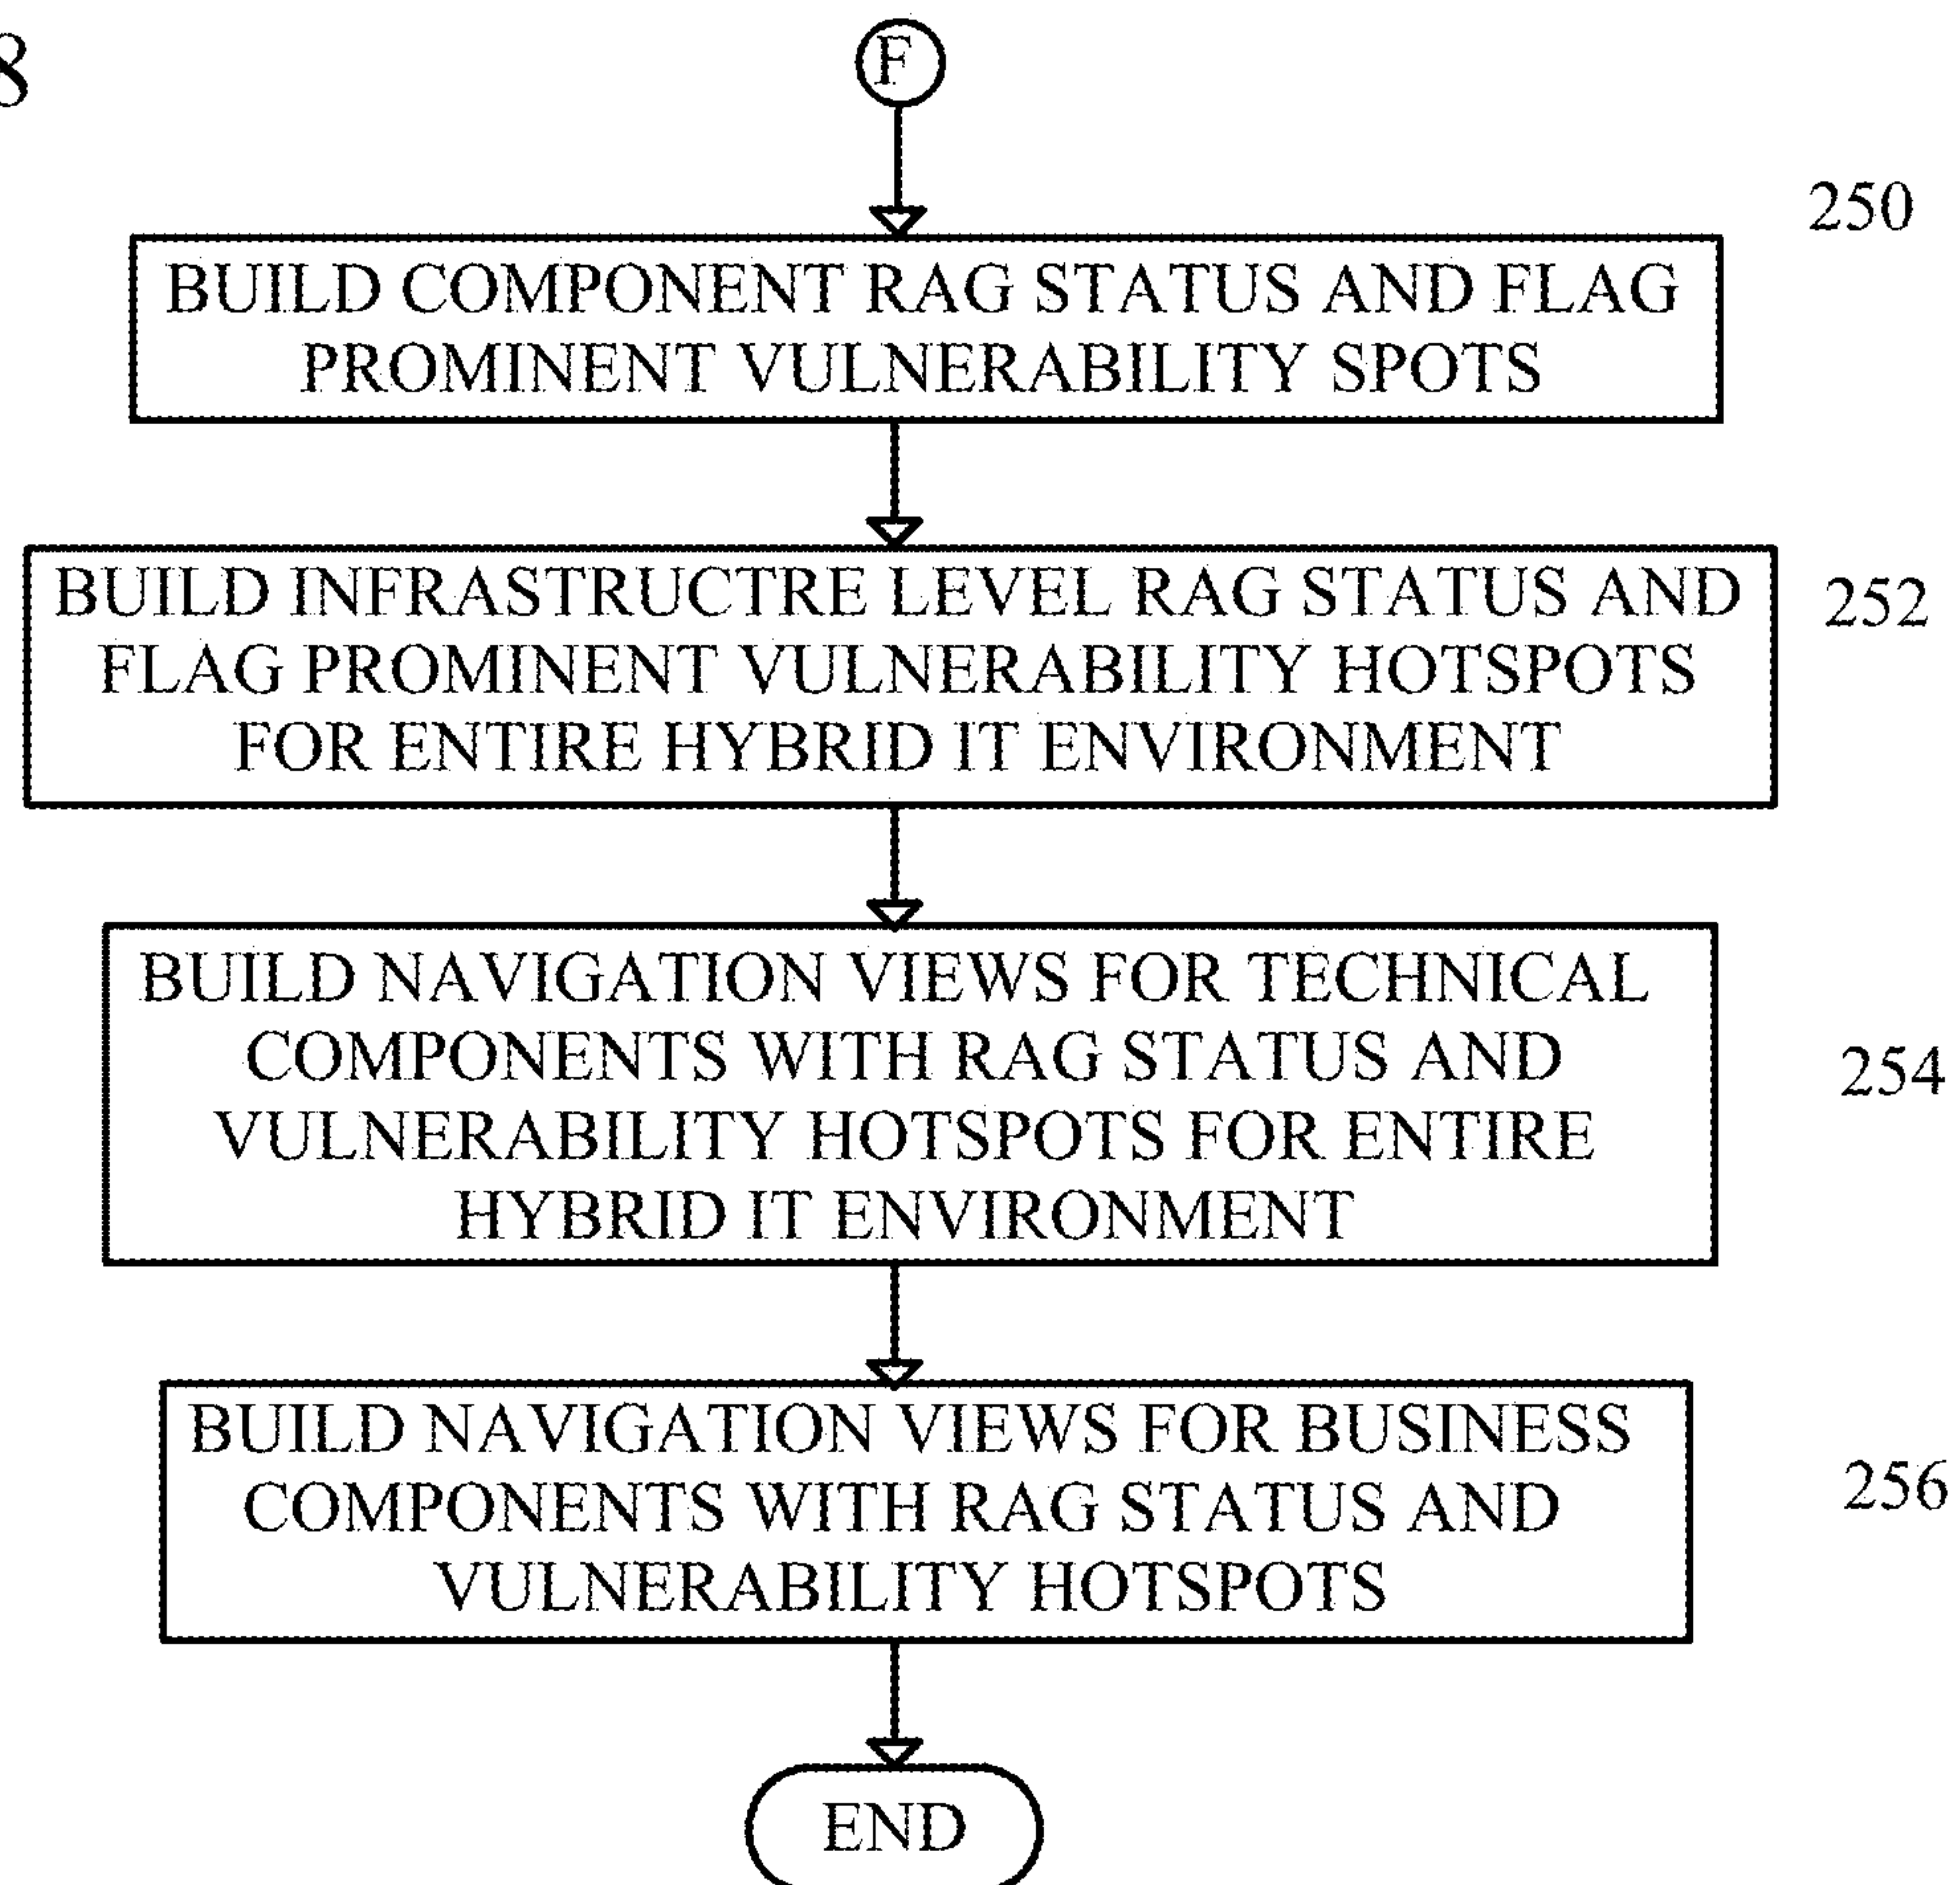 8
F
250
BUILD COMPONENT RAG STATUS AND FLAG
PROMINENT VULNERABILITY SPOTS
BUILD INFRASTRUCTRE LEVEL RAG STATUS AND
FLAG PROMINENT VULNERABILITY HOTSPOTS
FOR ENTIRE HYBRID IT ENVIRONMENT
252
BUILD NAVIGATION VIEWS FOR TECHNICAL
COMPONENTS WITH RAG STATUS AND
VULNERABILITY HOTSPOTS FOR ENTIRE
HYBRID IT ENVIRONMENT
254
BUILD NAVIGATION VIEWS FOR BUSINESS
COMPONENTS WITH RAG STATUS AND
VULNERABILITY HOTSPOTS
256
END